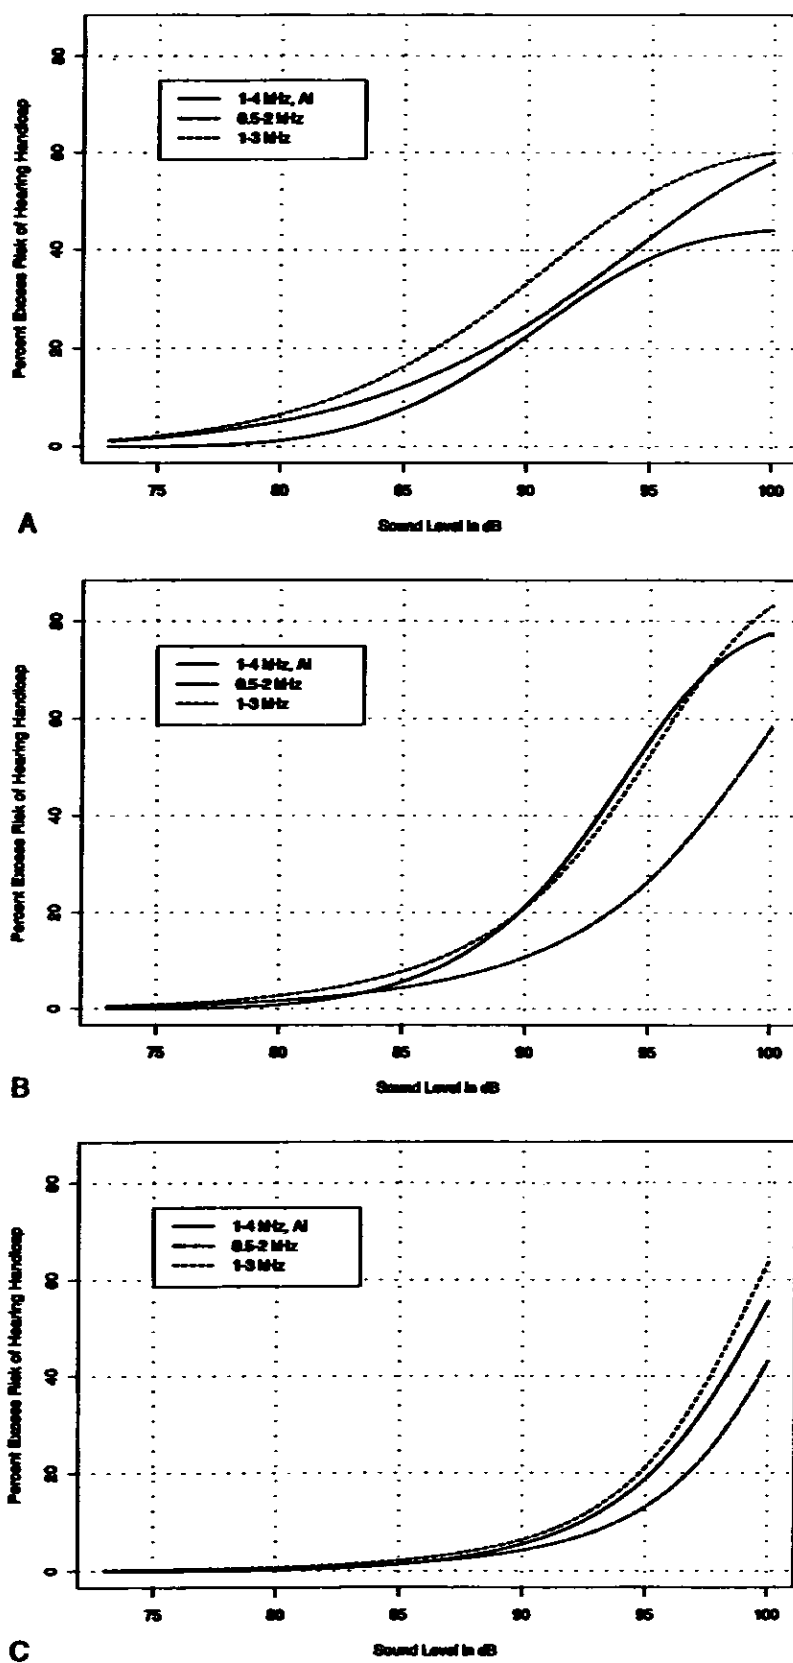 80
60
40
20
0
Percent Excess Risk of Hearing Handicap
1-4 kHz, AI
0.5-2 kHz
1-3 kHz
75
80
85
90
95
100
Sound Level in dB
A
80
60
40
20
0
Percent Excess Risk of Hearing Handicap
1-4 kHz, AI
0.5-2 kHz
1-3 kHz
75
80
85
90
95
100
Sound Level in dB
B
80
60
40
20
0
Percent Excess Risk of Hearing Handicap
1-4 kHz, AI
0.5-2 kHz
1-3 kHz
75
80
85
90
95
100
Sound Level in dB
C